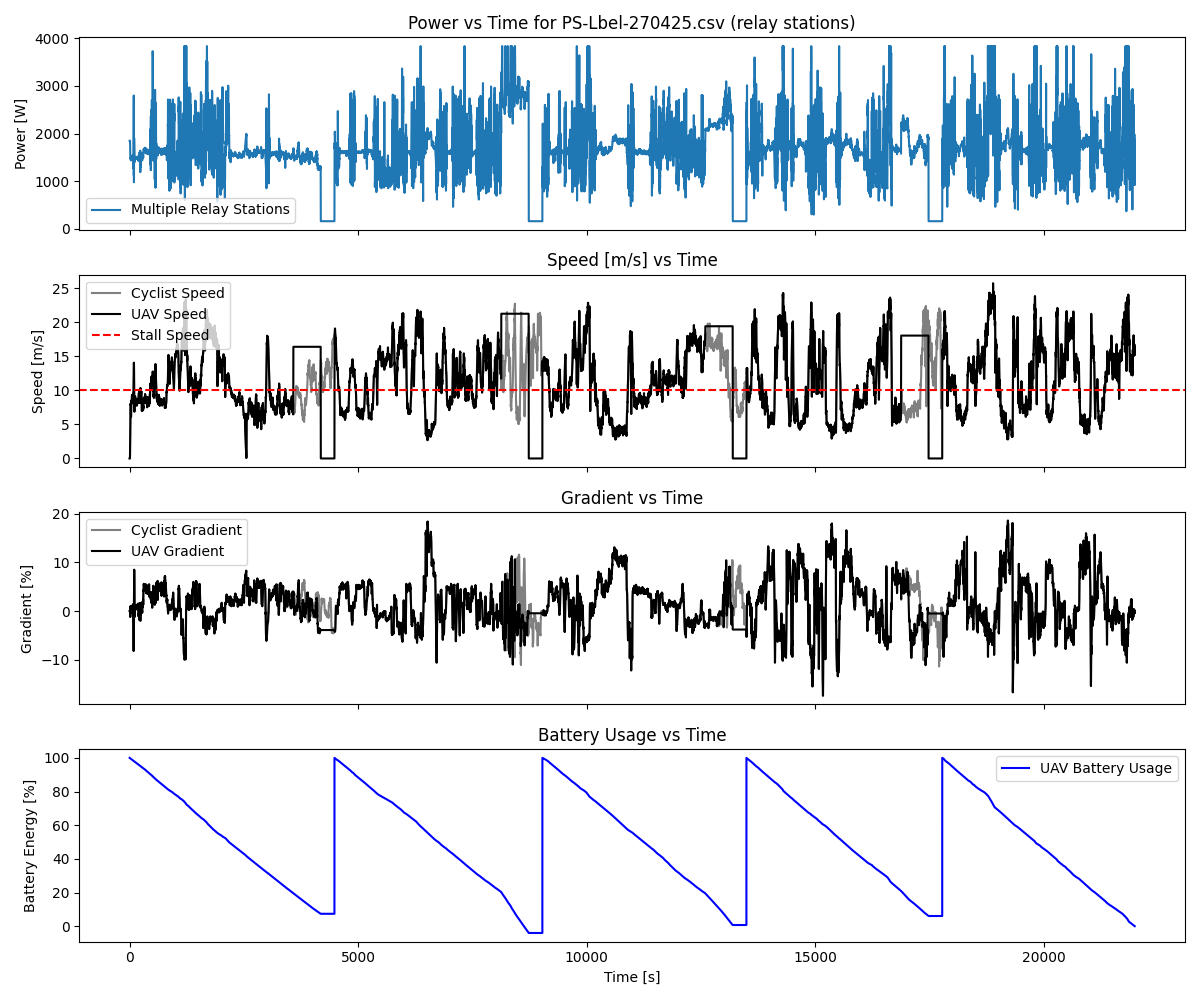 Power vs Time for PS-Lbel-270425.csv (relay stations)
4000
3000
2000
1000
0
Power [W]
Multiple Relay Stations
Speed [m/s] vs Time
25
20
15
10
5
0
Speed [m/s]
Cyclist Speed
UAV Speed
Stall Speed
Gradient vs Time
20
10
0
−10
Gradient [%]
Cyclist Gradient
UAV Gradient
Battery Usage vs Time
100
80
60
40
20
0
Battery Energy [%]
UAV Battery Usage
0 5000 10000 15000 20000
Time [s]